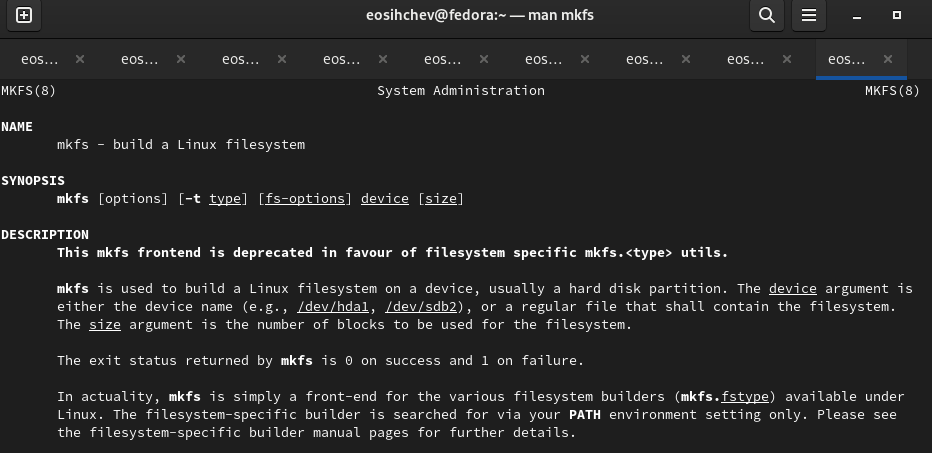 eosihchev@fedora:~ — man mkfs
eos... eos... eos... eos... eos... eos... eos... eos... eos...
MKFS(8) System Administration MKFS(8)
NAME
mkfs - build a Linux filesystem
SYNOPSIS
mkfs [options] [-t type] [fs-options] device [size]
DESCRIPTION
This mkfs frontend is deprecated in favour of filesystem specific mkfs.<type> utils.
mkfs is used to build a Linux filesystem on a device, usually a hard disk partition. The device argument is
either the device name (e.g., /dev/hda1, /dev/sdb2), or a regular file that shall contain the filesystem.
The size argument is the number of blocks to be used for the filesystem.
The exit status returned by mkfs is 0 on success and 1 on failure.
In actuality, mkfs is simply a front-end for the various filesystem builders (mkfs.fstype) available under
Linux. The filesystem-specific builder is searched for via your PATH environment setting only. Please see
the filesystem-specific builder manual pages for further details.